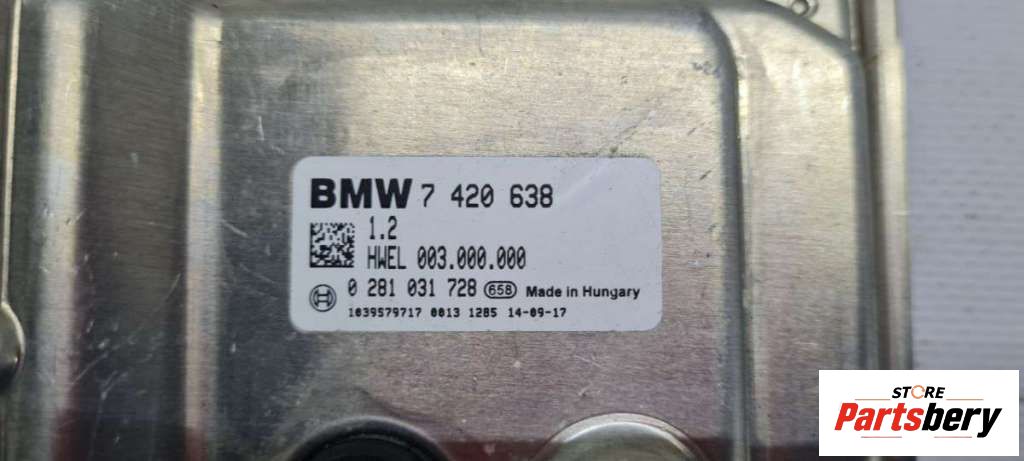 BMW 7 420 638
1.2
HWEL 003.000.000
0 281 031 728 658 Made in Hungary
1039579717 0013 1285 14-09-17
STORE
Partsbery